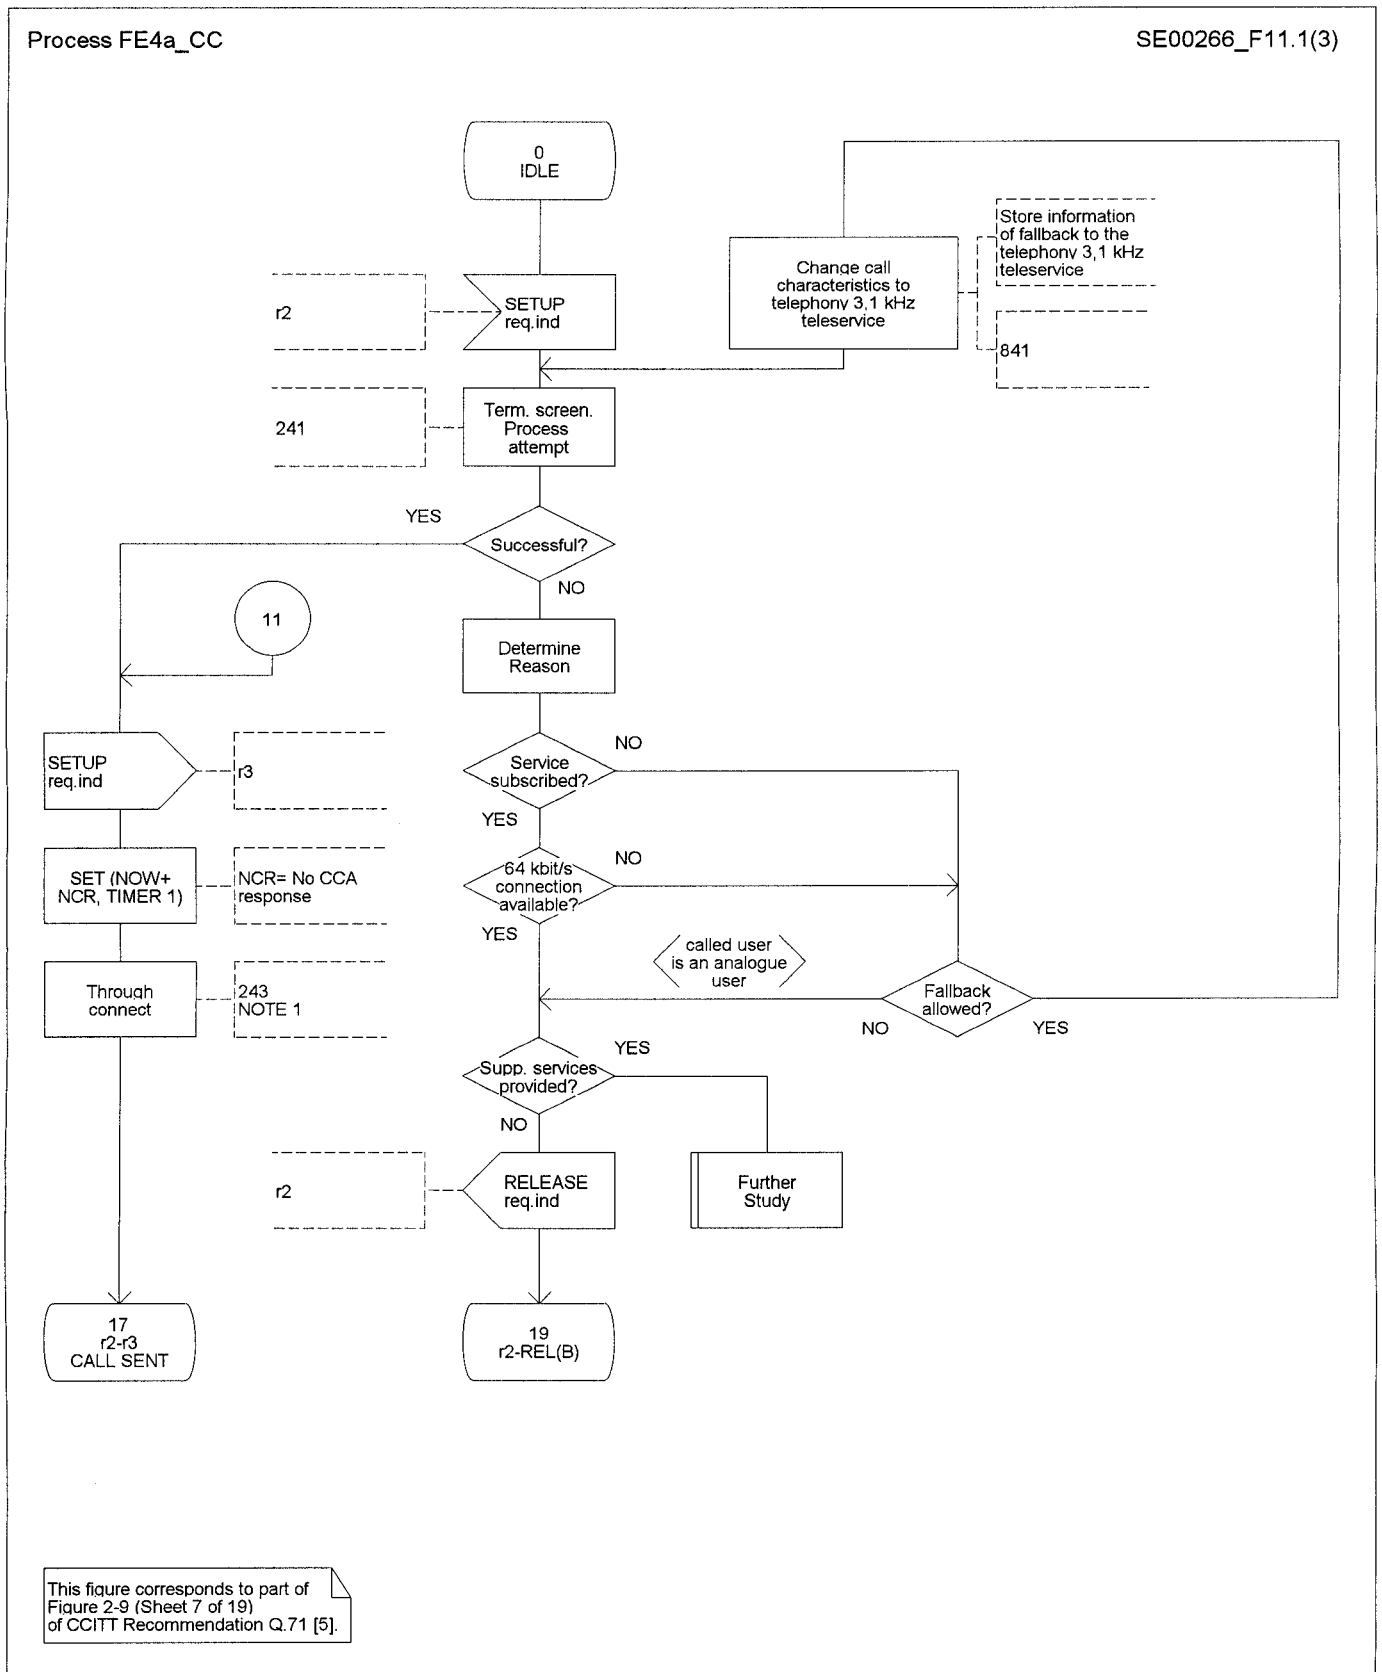 Process FE4a_CC
SE00266_F11.1(3)
0
IDLE
Store information
of fallback to the
telephony 3,1 kHz
teleservice
Change call
characteristics to
telephony 3,1 kHz
teleservice
841
r2
SETUP
req.ind
241
Term. screen.
Process
attempt
YES
Successful?
NO
11
Determine
Reason
SETUP
req.ind
r3
Service
subscribed?
NO
YES
SET (NOW+
NCR, TIMER 1)
NCR= No CCA
response
64 kbit/s
connection
available?
NO
YES
called user
is an analogue
user
Through
connect
243
NOTE 1
Fallback
allowed?
NO
YES
Supp. services
provided?
YES
NO
r2
RELEASE
req.ind
Further
Study
17
r2-r3
CALL SENT
19
r2-REL(B)
This figure corresponds to part of
Figure 2-9 (Sheet 7 of 19)
of CCITT Recommendation Q.71 [5].